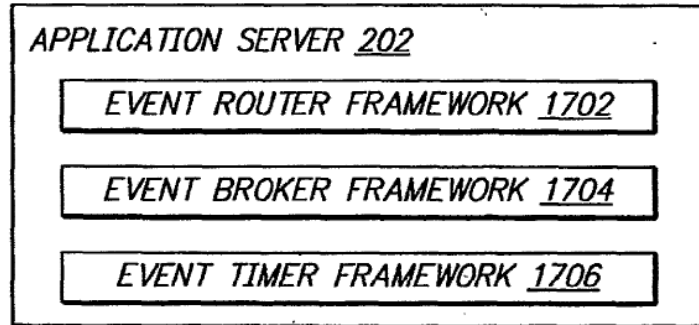 APPLICATION SERVER 202
EVENT ROUTER FRAMEWORK 1702
EVENT BROKER FRAMEWORK 1704
EVENT TIMER FRAMEWORK 1706